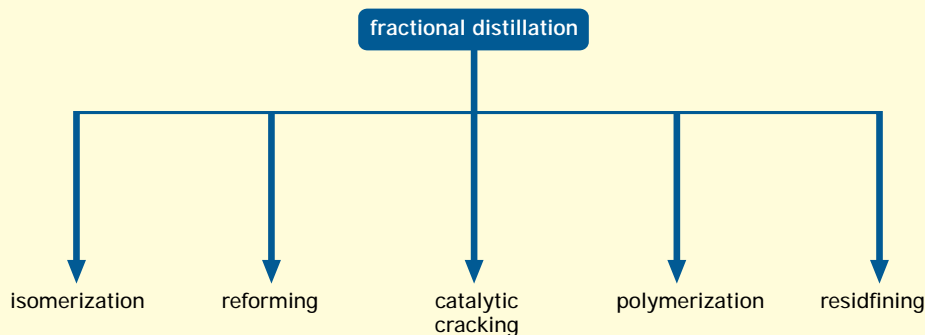 fractional distillation
isomerization
reforming
catalytic
cracking
polymerization
residfining